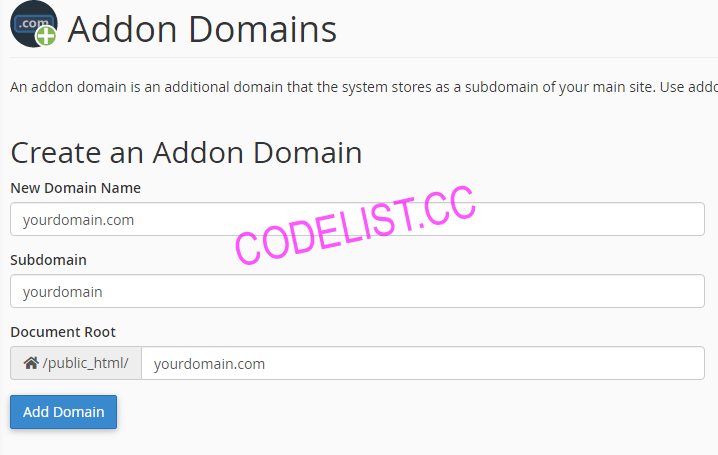 .com
Addon Domains
An addon domain is an additional domain that the system stores as a subdomain of your main site. Use
Create an Addon Domain
New Domain Name
yourdomain.com
CODELIST.CC
Subdomain
yourdomain
Document Root
/public_html/ yourdomain.com
Add Domain